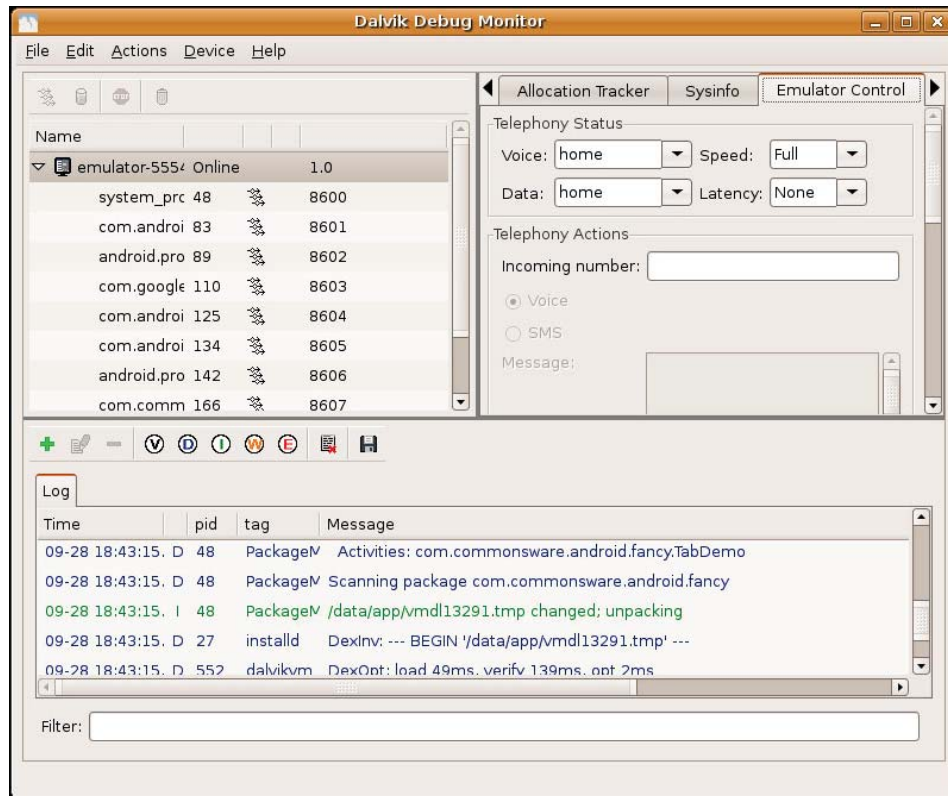 Dalvik Debug Monitor
File Edit Actions Device Help
Allocation Tracker Sysinfo Emulator Control
Name
emulator-5554 Online 1.0
system_prc 48 8600
com.androi 83 8601
android.pro 89 8602
com.google 110 8603
com.androi 125 8604
com.androi 134 8605
android.pro 142 8606
com.comm 166 8607
Telephony Status
Voice: home Speed: Full
Data: home Latency: None
Telephony Actions
Incoming number:
Voice
SMS
Message:
V D I W E
Log
Time pid tag Message
09-28 18:43:15. D 48 PackageM Activities: com.commonsware.android.fancy.TabDemo
09-28 18:43:15. D 48 PackageM Scanning package com.commonsware.android.fancy
09-28 18:43:15. I 48 PackageM /data/app/vmdl13291.tmp changed; unpacking
09-28 18:43:15. D 27 installd DexInv: --- BEGIN '/data/app/vmdl13291.tmp' ---
09-28 18:43:15. D 552 dalvikvm DexOpt: load 49ms, verify 139ms, opt 2ms
Filter: